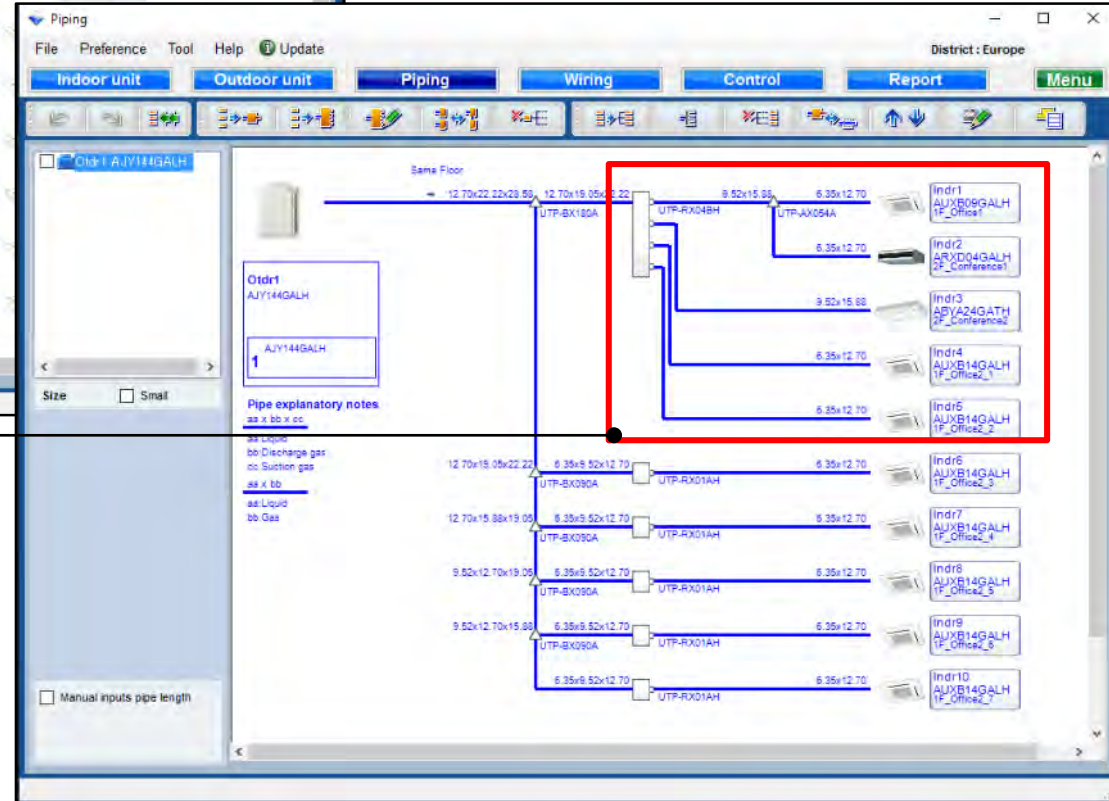 Piping
File Preference Tool Help Update District : Europe
Indoor unit Outdoor unit Piping Wiring Control Report Menu
Otdr1 AJY144GALH
Size Small
Manual inputs pipe length
Same Floor
12.70x22.22x28.58 12.70x19.05x22.22 9.52x15.88 6.35x12.70
UTP-BX180A UTP-RX04BH UTP-AX054A
Indr1
AUXB09GALH
1F_Office1
6.35x12.70
Indr2
ARXD04GALH
2F_Conference1
Otdr1
AJY144GALH
AJY144GALH
1
9.52x15.88
Indr3
ABYA24GATH
2F_Conference2
6.35x12.70
Indr4
AUXB14GALH
1F_Office2_1
6.35x12.70
Indr5
AUXB14GALH
1F_Office2_2
Pipe explanatory notes
aa x bb x cc
aa:Liquid
bb:Discharge gas
cc:Suction gas
aa x bb
aa:Liquid
bb:Gas
12.70x19.05x22.22 6.35x9.52x12.70 6.35x12.70
UTP-BX090A UTP-RX01AH
Indr6
AUXB14GALH
1F_Office2_3
12.70x15.88x19.05 6.35x9.52x12.70 6.35x12.70
UTP-BX090A UTP-RX01AH
Indr7
AUXB14GALH
1F_Office2_4
9.52x12.70x19.05 6.35x9.52x12.70 6.35x12.70
UTP-BX090A UTP-RX01AH
Indr8
AUXB14GALH
1F_Office2_5
9.52x12.70x15.88 6.35x9.52x12.70 6.35x12.70
UTP-BX090A UTP-RX01AH
Indr9
AUXB14GALH
1F_Office2_6
6.35x9.52x12.70 6.35x12.70
UTP-RX01AH
Indr10
AUXB14GALH
1F_Office2_7